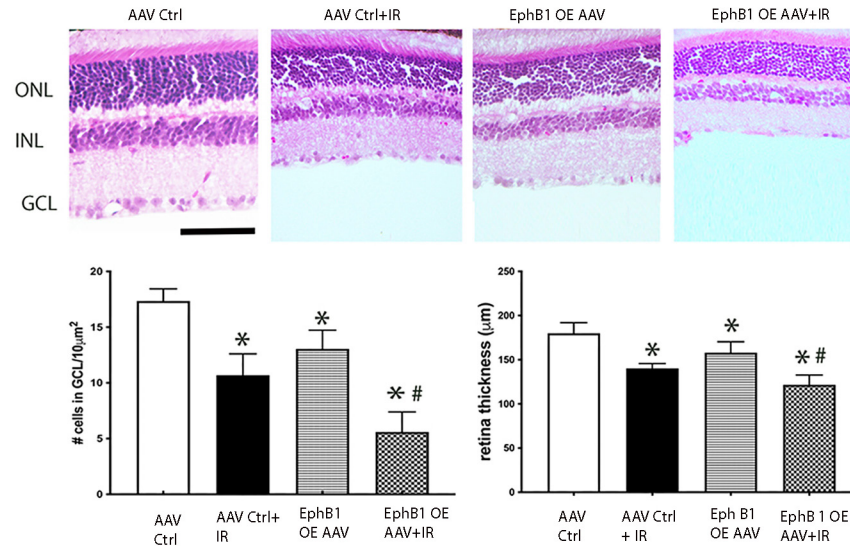 AAV Ctrl
AAV Ctrl+IR
EphB1 OE AAV
EphB1 OE AAV+IR
ONL
INL
GCL
# cells in GCL/10µm2
20
15
10
5
0
*
*
* #
AAV
Ctrl
AAV Ctrl+
IR
EphB1
OE AAV
EphB1 OE
AAV+IR
retina thickness (µm)
250
200
150
100
50
0
*
*
* #
AAV
Ctrl
AAV Ctrl
+ IR
Eph B1
OE AAV
EphB 1 OE
AAV+IR